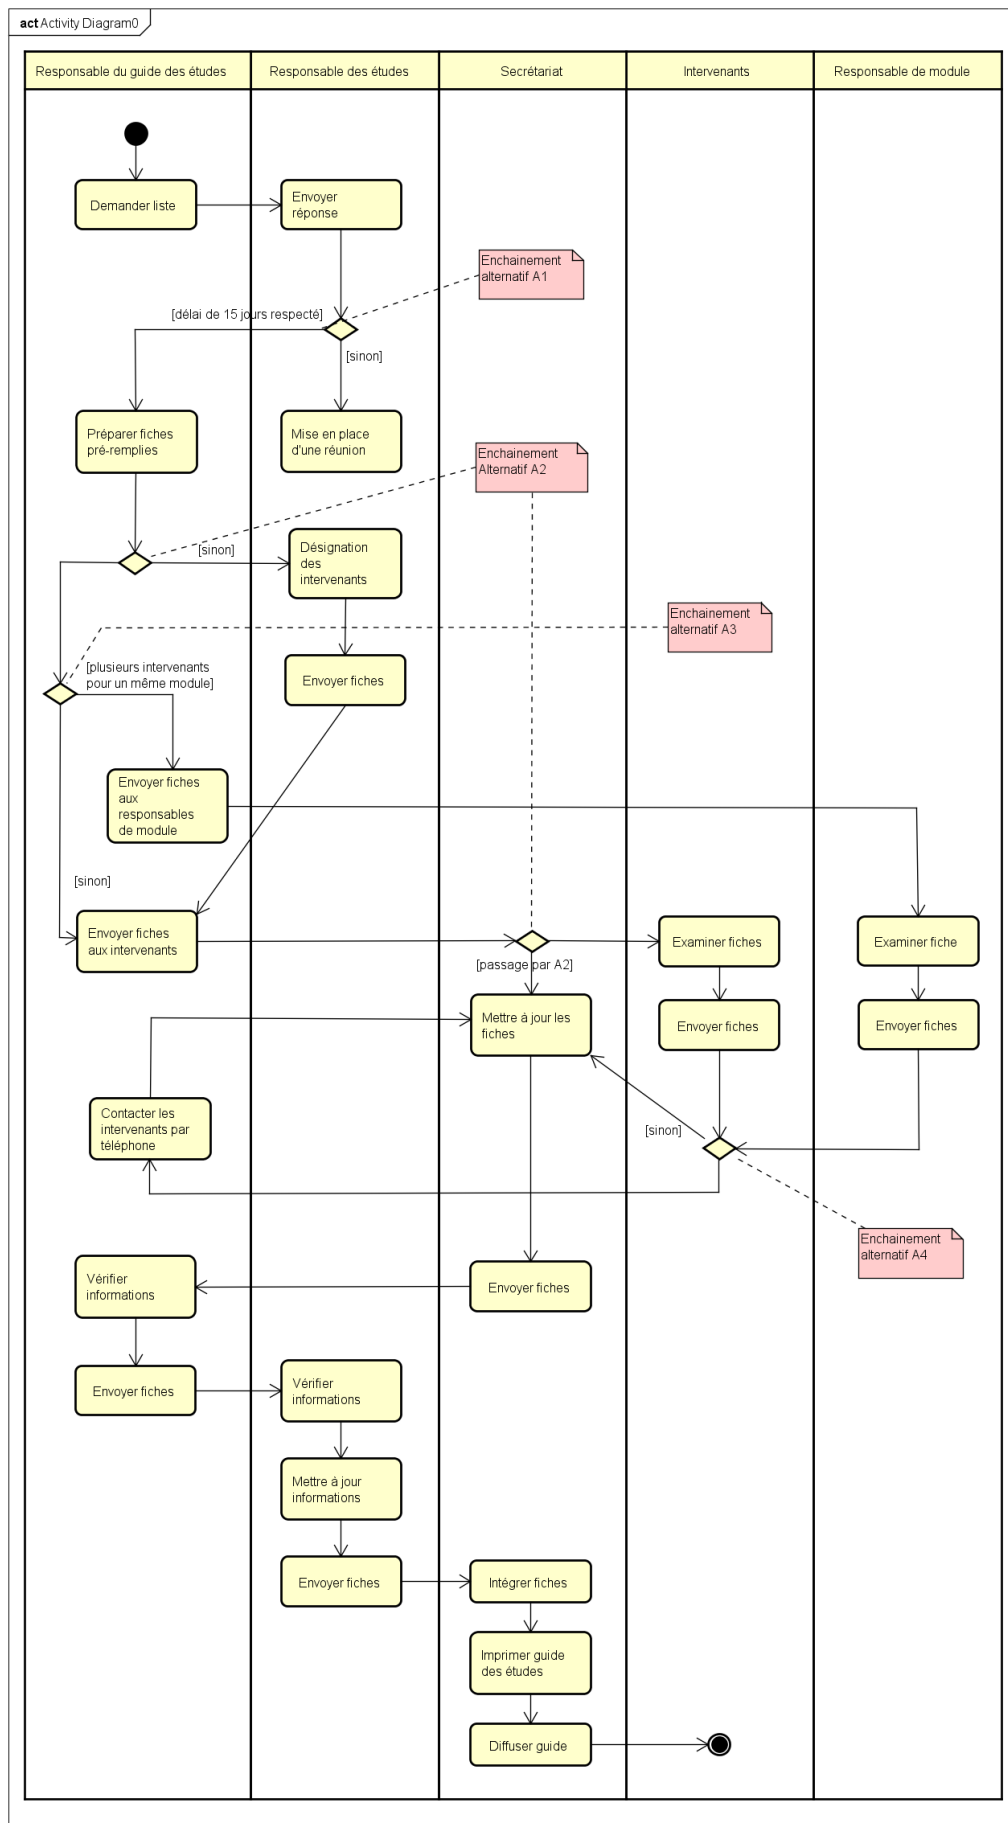 act Activity Diagram0
Responsable du guide des études
Responsable des études
Secrétariat
Intervenants
Responsable de module
Demander liste
Envoyer
réponse
Enchainement
alternatif A1
[délai de 15 jours respecté]
[sinon]
Préparer fiches
pré-remplies
Mise en place
d'une réunion
Enchainement
Alternatif A2
[sinon]
Désignation
des
intervenants
Enchainement
alternatif A3
[plusieurs intervenants
pour un même module]
Envoyer fiches
Envoyer fiches
aux
responsables
de module
[sinon]
Envoyer fiches
aux intervenants
[passage par A2]
Examiner fiches
Examiner fiche
Mettre à jour les
fiches
Envoyer fiches
Envoyer fiches
Contacter les
intervenants par
téléphone
[sinon]
Enchainement
alternatif A4
Vérifier
informations
Envoyer fiches
Envoyer fiches
Vérifier
informations
Mettre à jour
informations
Envoyer fiches
Intégrer fiches
Imprimer guide
des études
Diffuser guide